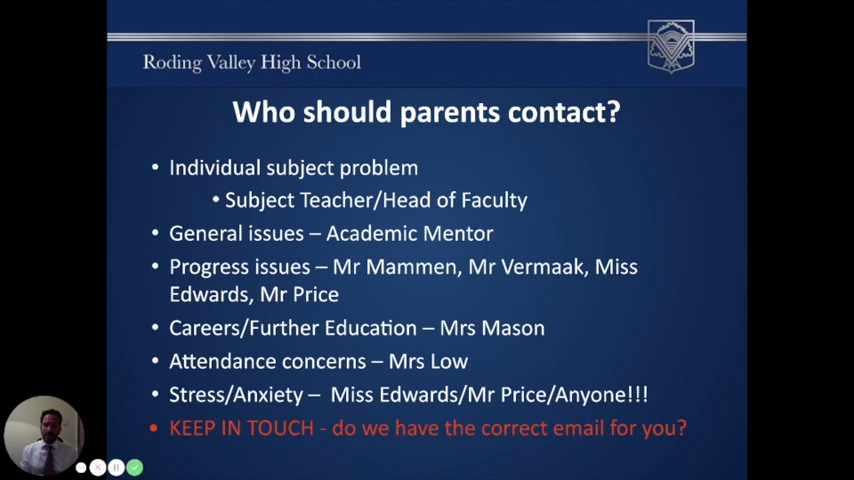 Roding Valley High School
Who should parents contact?
• Individual subject problem
• Subject Teacher/Head of Faculty
• General issues – Academic Mentor
• Progress issues – Mr Mammen, Mr Vermaak, Miss
Edwards, Mr Price
• Careers/Further Education – Mrs Mason
• Attendance concerns – Mrs Low
• Stress/Anxiety – Miss Edwards/Mr Price/Anyone!!!
• KEEP IN TOUCH - do we have the correct email for you?